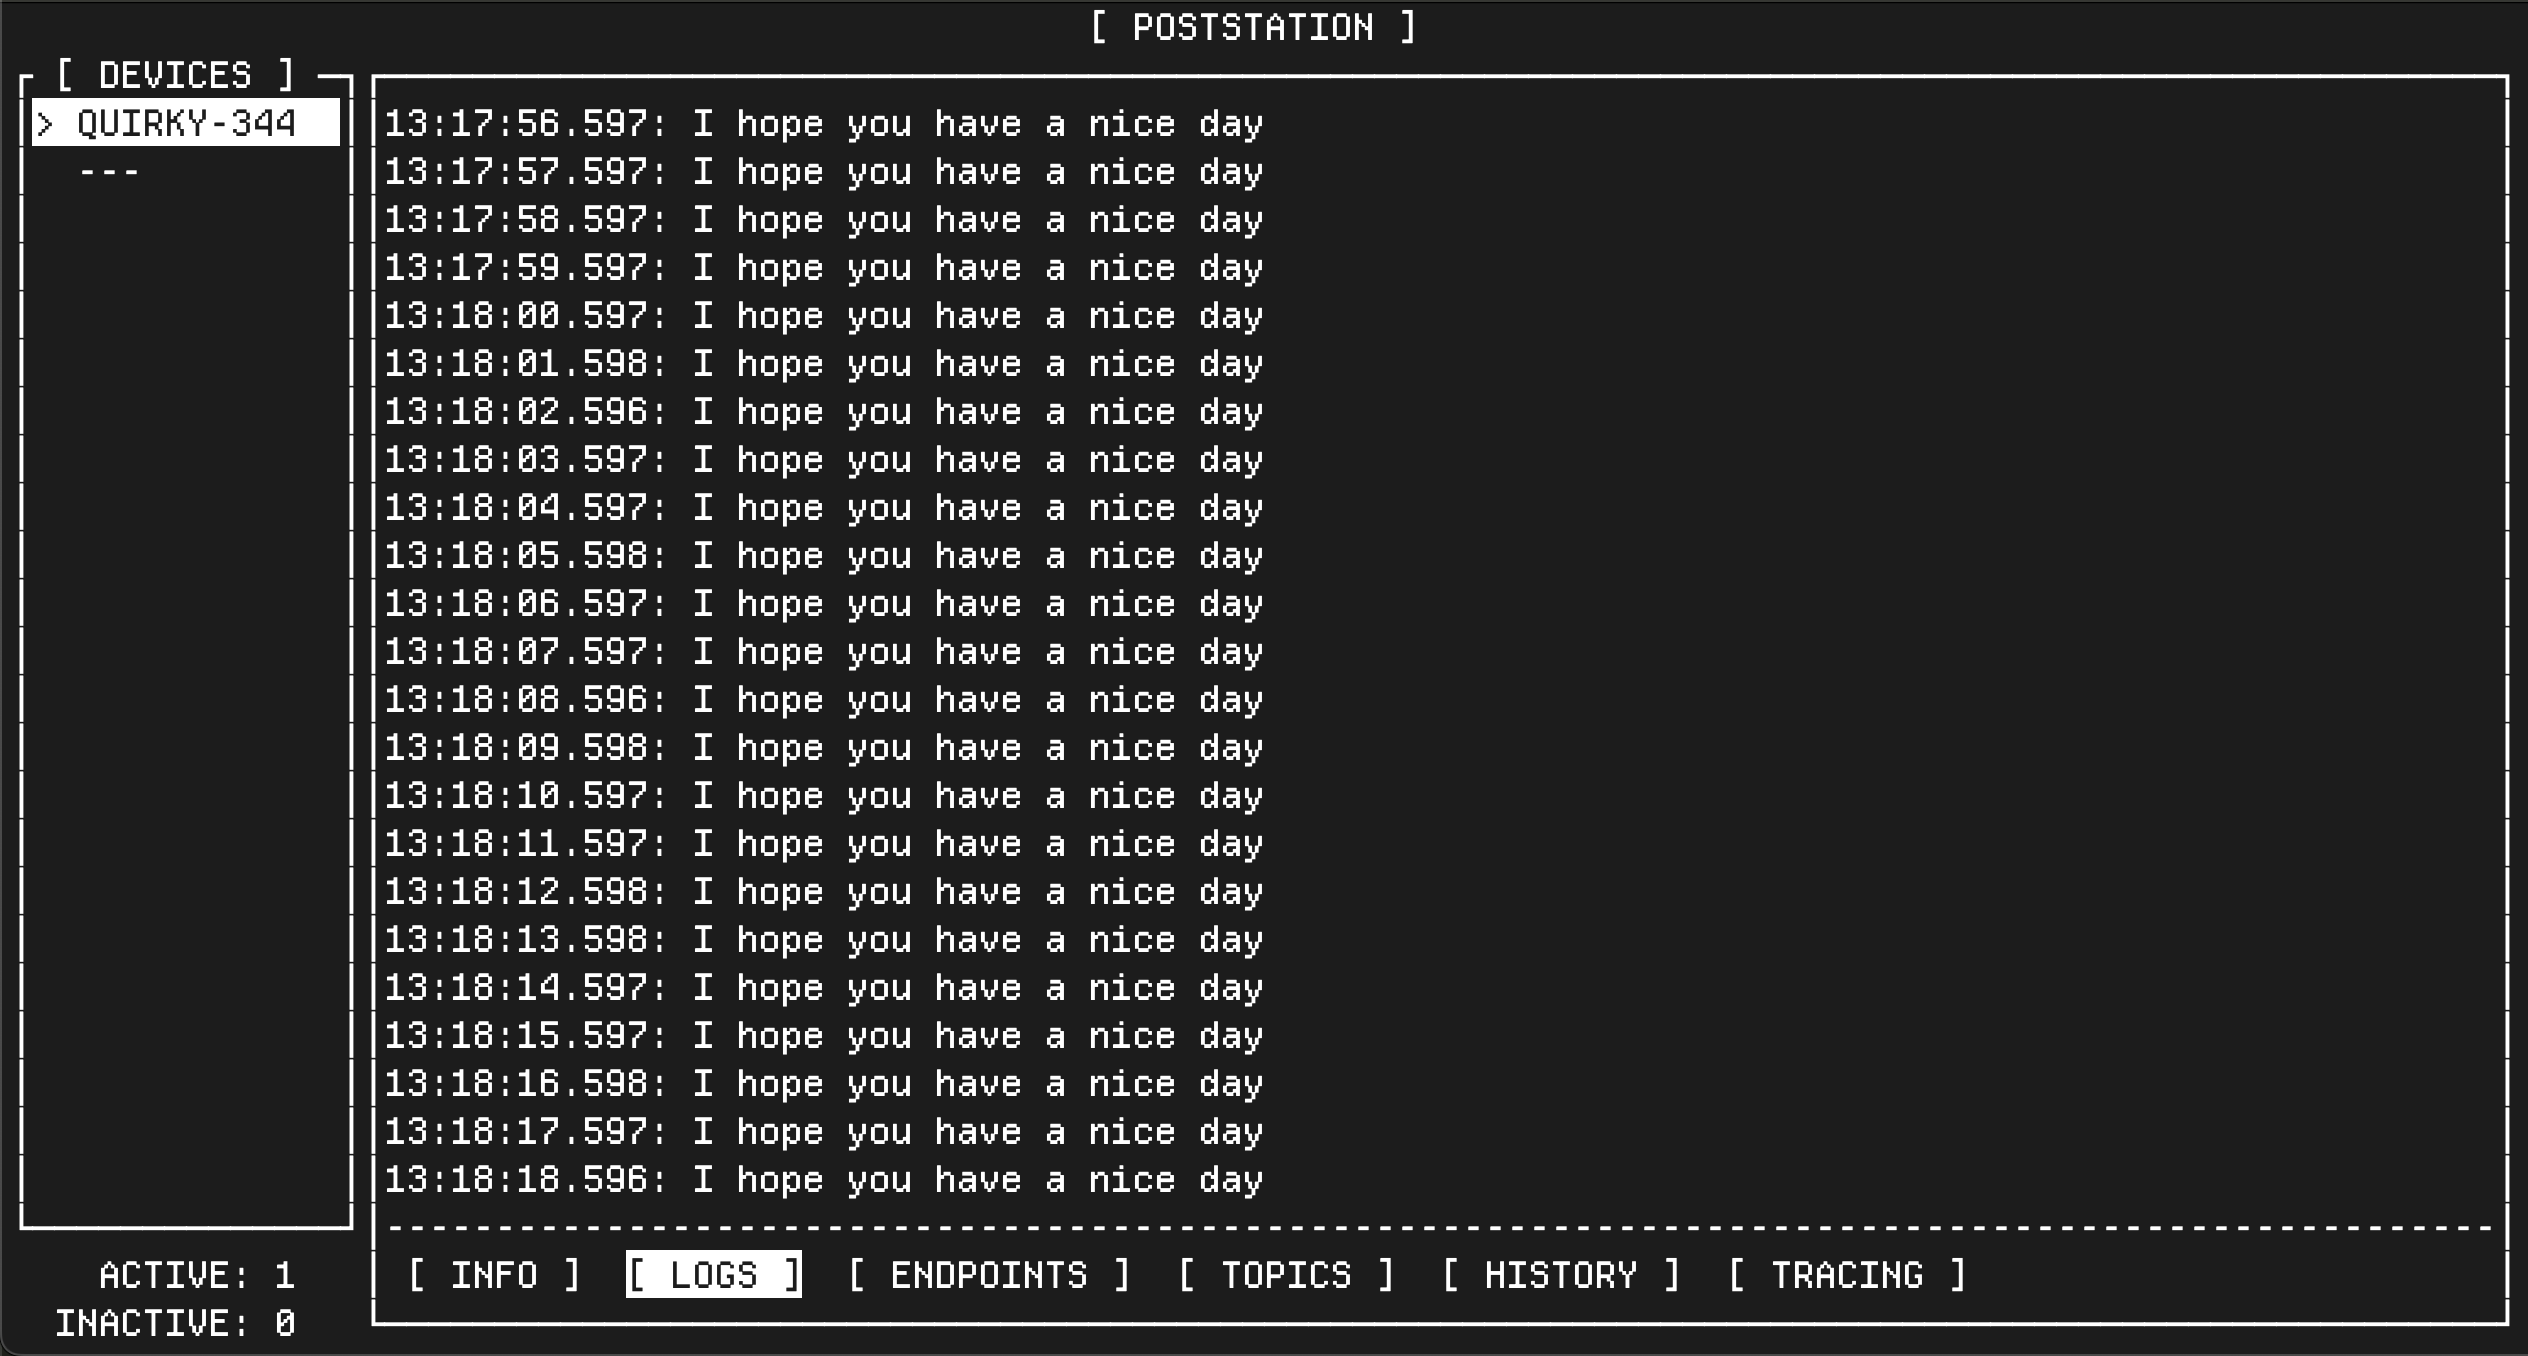 [ POSTSTATION ]
[ DEVICES ]
> QUIRKY-344
---
ACTIVE: 1
INACTIVE: 0
13:17:56.597: I hope you have a nice day
13:17:57.597: I hope you have a nice day
13:17:58.597: I hope you have a nice day
13:17:59.597: I hope you have a nice day
13:18:00.597: I hope you have a nice day
13:18:01.598: I hope you have a nice day
13:18:02.596: I hope you have a nice day
13:18:03.597: I hope you have a nice day
13:18:04.597: I hope you have a nice day
13:18:05.598: I hope you have a nice day
13:18:06.597: I hope you have a nice day
13:18:07.597: I hope you have a nice day
13:18:08.596: I hope you have a nice day
13:18:09.598: I hope you have a nice day
13:18:10.597: I hope you have a nice day
13:18:11.597: I hope you have a nice day
13:18:12.598: I hope you have a nice day
13:18:13.598: I hope you have a nice day
13:18:14.597: I hope you have a nice day
13:18:15.597: I hope you have a nice day
13:18:16.598: I hope you have a nice day
13:18:17.597: I hope you have a nice day
13:18:18.596: I hope you have a nice day
[ INFO ] [ LOGS ] [ ENDPOINTS ] [ TOPICS ] [ HISTORY ] [ TRACING ]